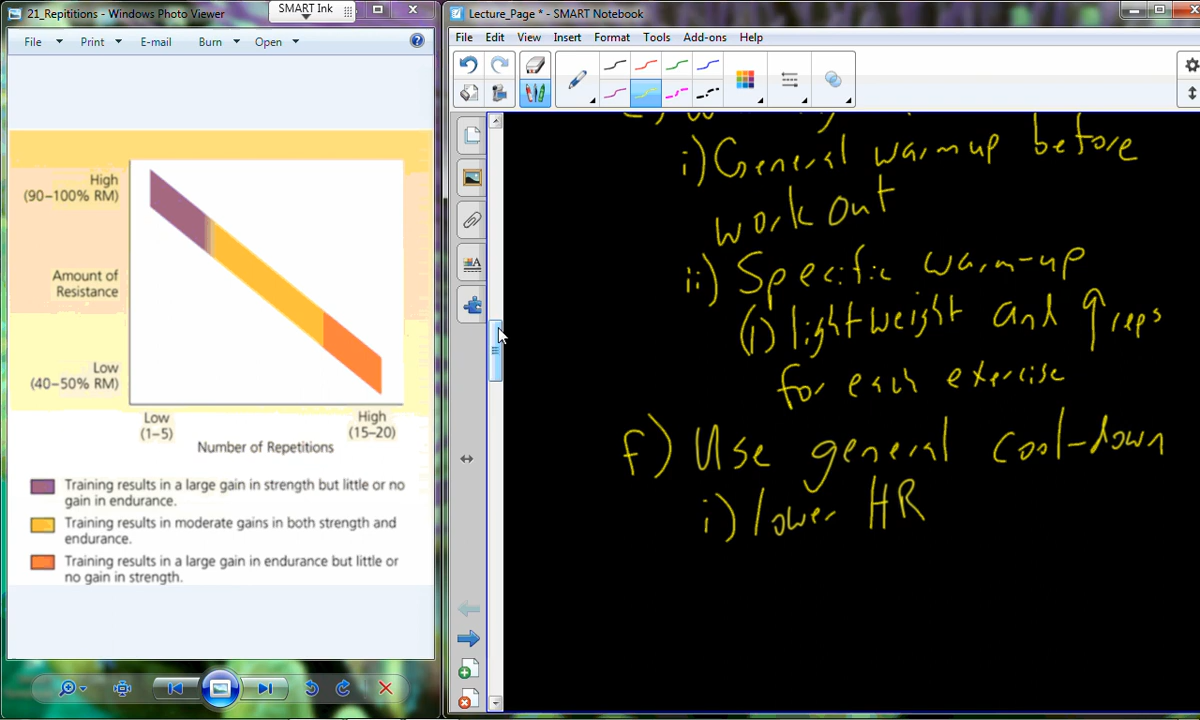 21_Repititions - Windows Photo Viewer
SMART Ink
File Print E-mail Burn Open
High
(90–100% RM)
Amount of
Resistance
Low
(40–50% RM)
Low
(1–5)
High
(15–20)
Number of Repetitions
Training results in a large gain in strength but little or no
gain in endurance.
Training results in moderate gains in both strength and
endurance.
Training results in a large gain in endurance but little or
no gain in strength.
Lecture_Page * - SMART Notebook
File Edit View Insert Format Tools Add-ons Help
i) General warmup before
work out
ii) Specific warm-up
(1) lightweight and ↑ reps
for each exercise
f) Use general cool-down
i) lower HR